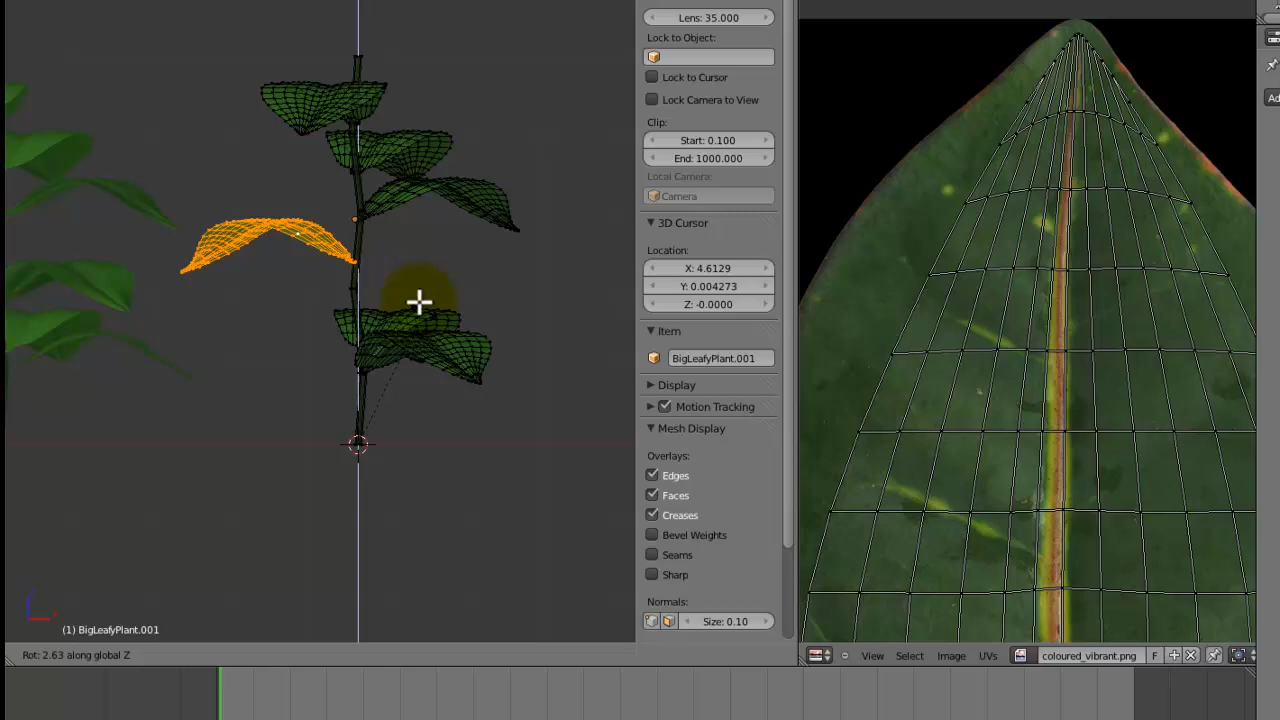 Lens: 35.000
Lock to Object:
Lock to Cursor
Lock Camera to View
Clip:
Start: 0.100
End: 1000.000
Local Camera:
Camera
3D Cursor
Location:
X: 4.6129
Y: 0.004273
Z: -0.0000
Item
BigLeafyPlant.001
Display
Motion Tracking
Mesh Display
Overlays:
Edges
Faces
Creases
Bevel Weights
Seams
Sharp
Normals:
Size: 0.10
(1) BigLeafyPlant.001
Rot: 2.63 along global Z
View Select Image UVs coloured_vibrant.png F
Ad